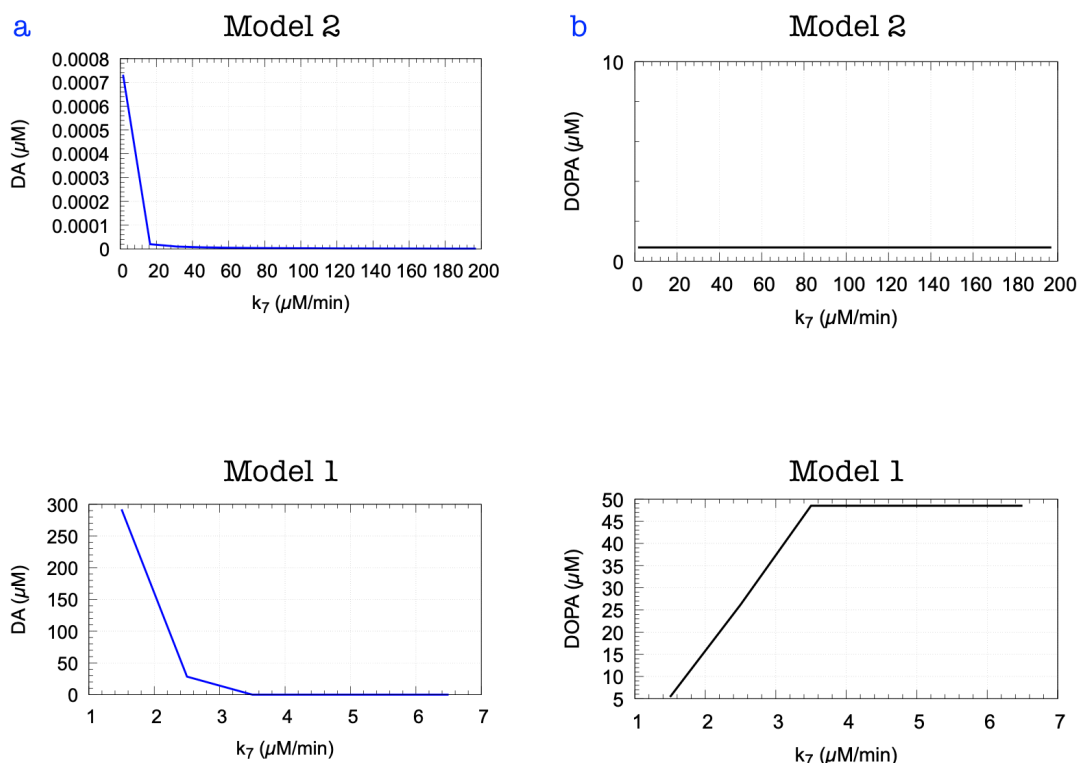 a
Model 2
0.0008
0.0007
0.0006
0.0005
0.0004
0.0003
0.0002
0.0001
0
DA (µM)
0 20 40 60 80 100 120 140 160 180 200
k7 (µM/min)
b
Model 2
10
0
DOPA (µM)
0 20 40 60 80 100 120 140 160 180 200
k7 (µM/min)
Model 1
300
250
200
150
100
50
0
DA (µM)
1 2 3 4 5 6 7
k7 (µM/min)
Model 1
50
45
40
35
30
25
20
15
10
5
DOPA (µM)
1 2 3 4 5 6 7
k7 (µM/min)